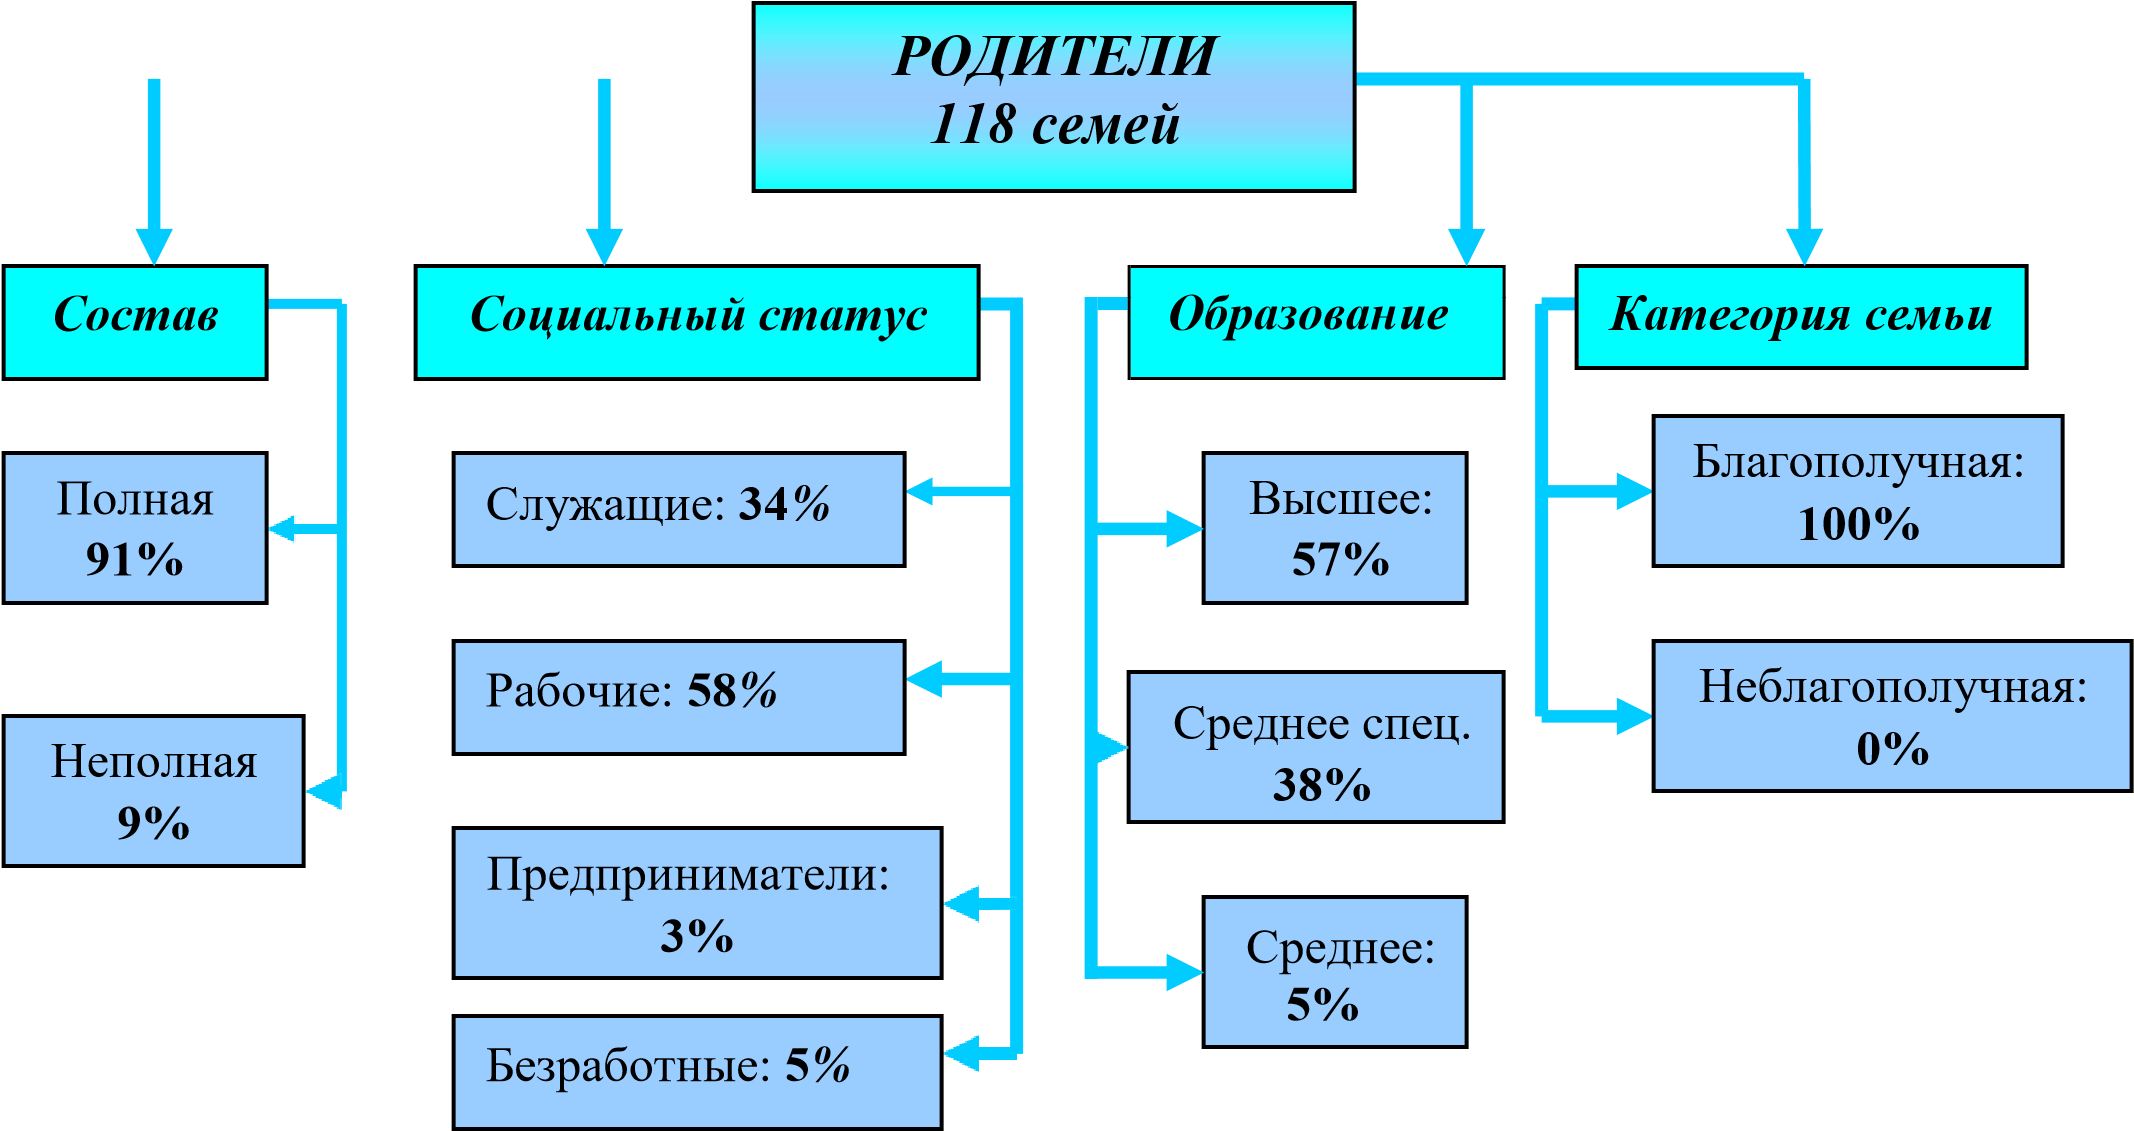 РОДИТЕЛИ
118 семей
Состав
Полная
91%
Неполная
9%
Социальный статус
Служащие: 34%
Рабочие: 58%
Предприниматели:
3%
Безработные: 5%
Образование
Высшее:
57%
Среднее спец.
38%
Среднее:
5%
Категория семьи
Благополучная:
100%
Неблагополучная:
0%